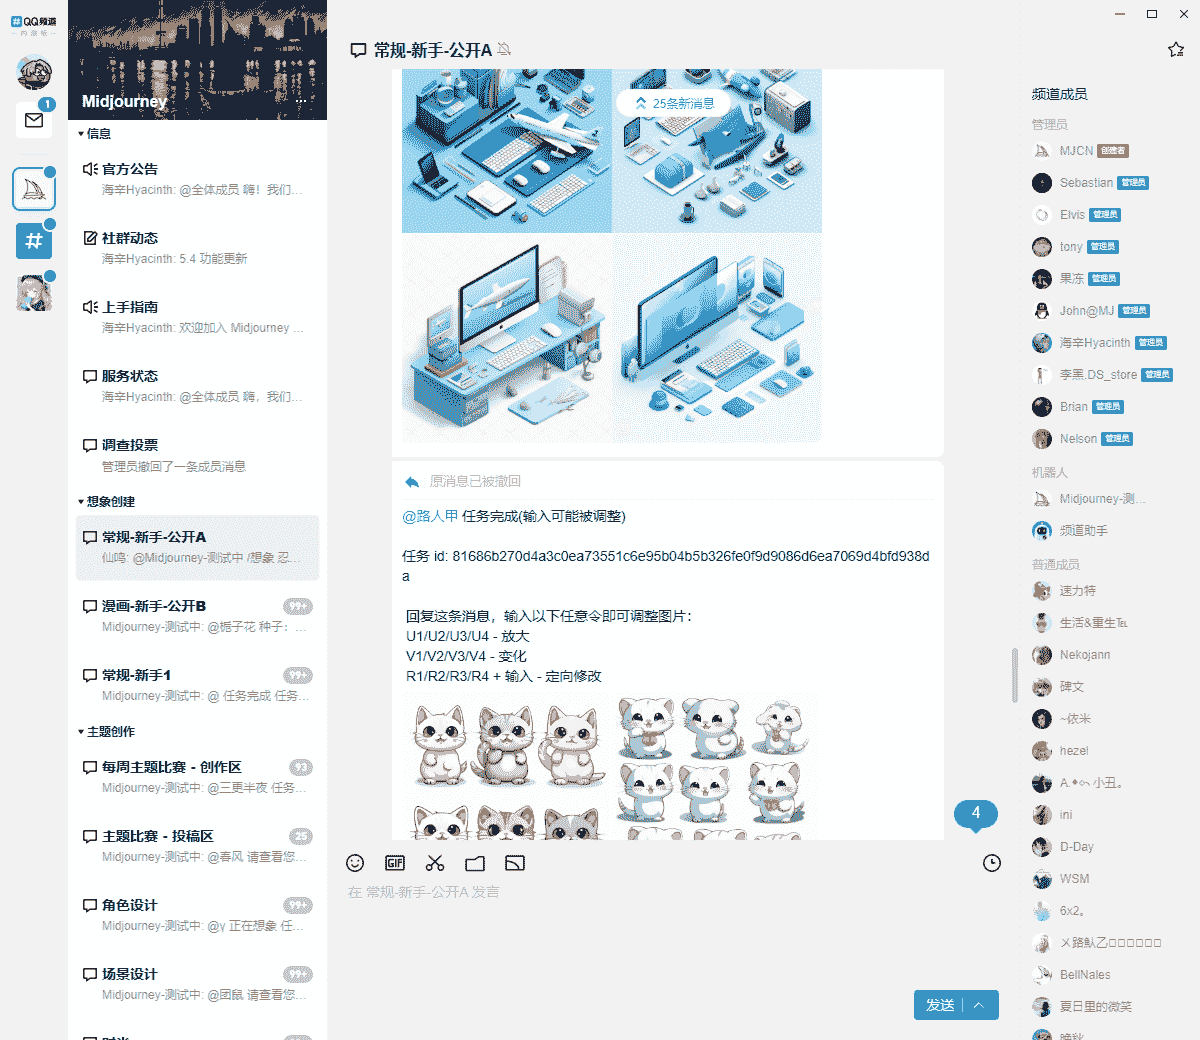 QQ频道
Midjourney
...
信息
官方公告
海辛Hyacinth: @全体成员 嗨！我们...
社群动态
海辛Hyacinth: 5.4 功能更新
上手指南
海辛Hyacinth: 欢迎加入 Midjourney ...
服务状态
海辛Hyacinth: @全体成员 嗨，我们...
调查投票
管理员撤回了一条成员消息
想象创建
常规-新手-公开A
仙鸣: @Midjourney-测试中 /想象 忍...
漫画-新手-公开B
99+
Midjourney-测试中: @栀子花 种子: ...
常规-新手1
99+
Midjourney-测试中: @ 任务完成 任务...
主题创作
每周主题比赛 - 创作区
93
Midjourney-测试中: @三更半夜 任务...
主题比赛 - 投稿区
25
Midjourney-测试中: @春风 请查看您...
角色设计
99+
Midjourney-测试中: @y 正在想象 任...
场景设计
99+
Midjourney-测试中: @团鼠 请查看您...
1
常规-新手-公开A
25条新消息
原消息已被撤回
@路人甲 任务完成(输入可能被调整)
任务 id: 81686b270d4a3c0ea73551c6e95b04b5b326fe0f9d9086d6ea7069d4bfd938d
a
回复这条消息，输入以下任意令即可调整图片：
U1/U2/U3/U4 - 放大
V1/V2/V3/V4 - 变化
R1/R2/R3/R4 + 输入 - 定向修改
4
GIF
在 常规-新手-公开A 发言
发送
频道成员
管理员
MJCN 创建者
Sebastian 管理员
Elvis 管理员
tony 管理员
果冻 管理员
John@MJ 管理员
海辛Hyacinth 管理员
李黑.DS_store 管理员
Brian 管理员
Nelson 管理员
机器人
Midjourney-测...
频道助手
普通成员
速力特
生活&重生℡
Nekojann
碑文
~依米
hezel
小丑。
ini
D-Day
WSM
6x2。
BellNales
夏日里的微笑
晚秋